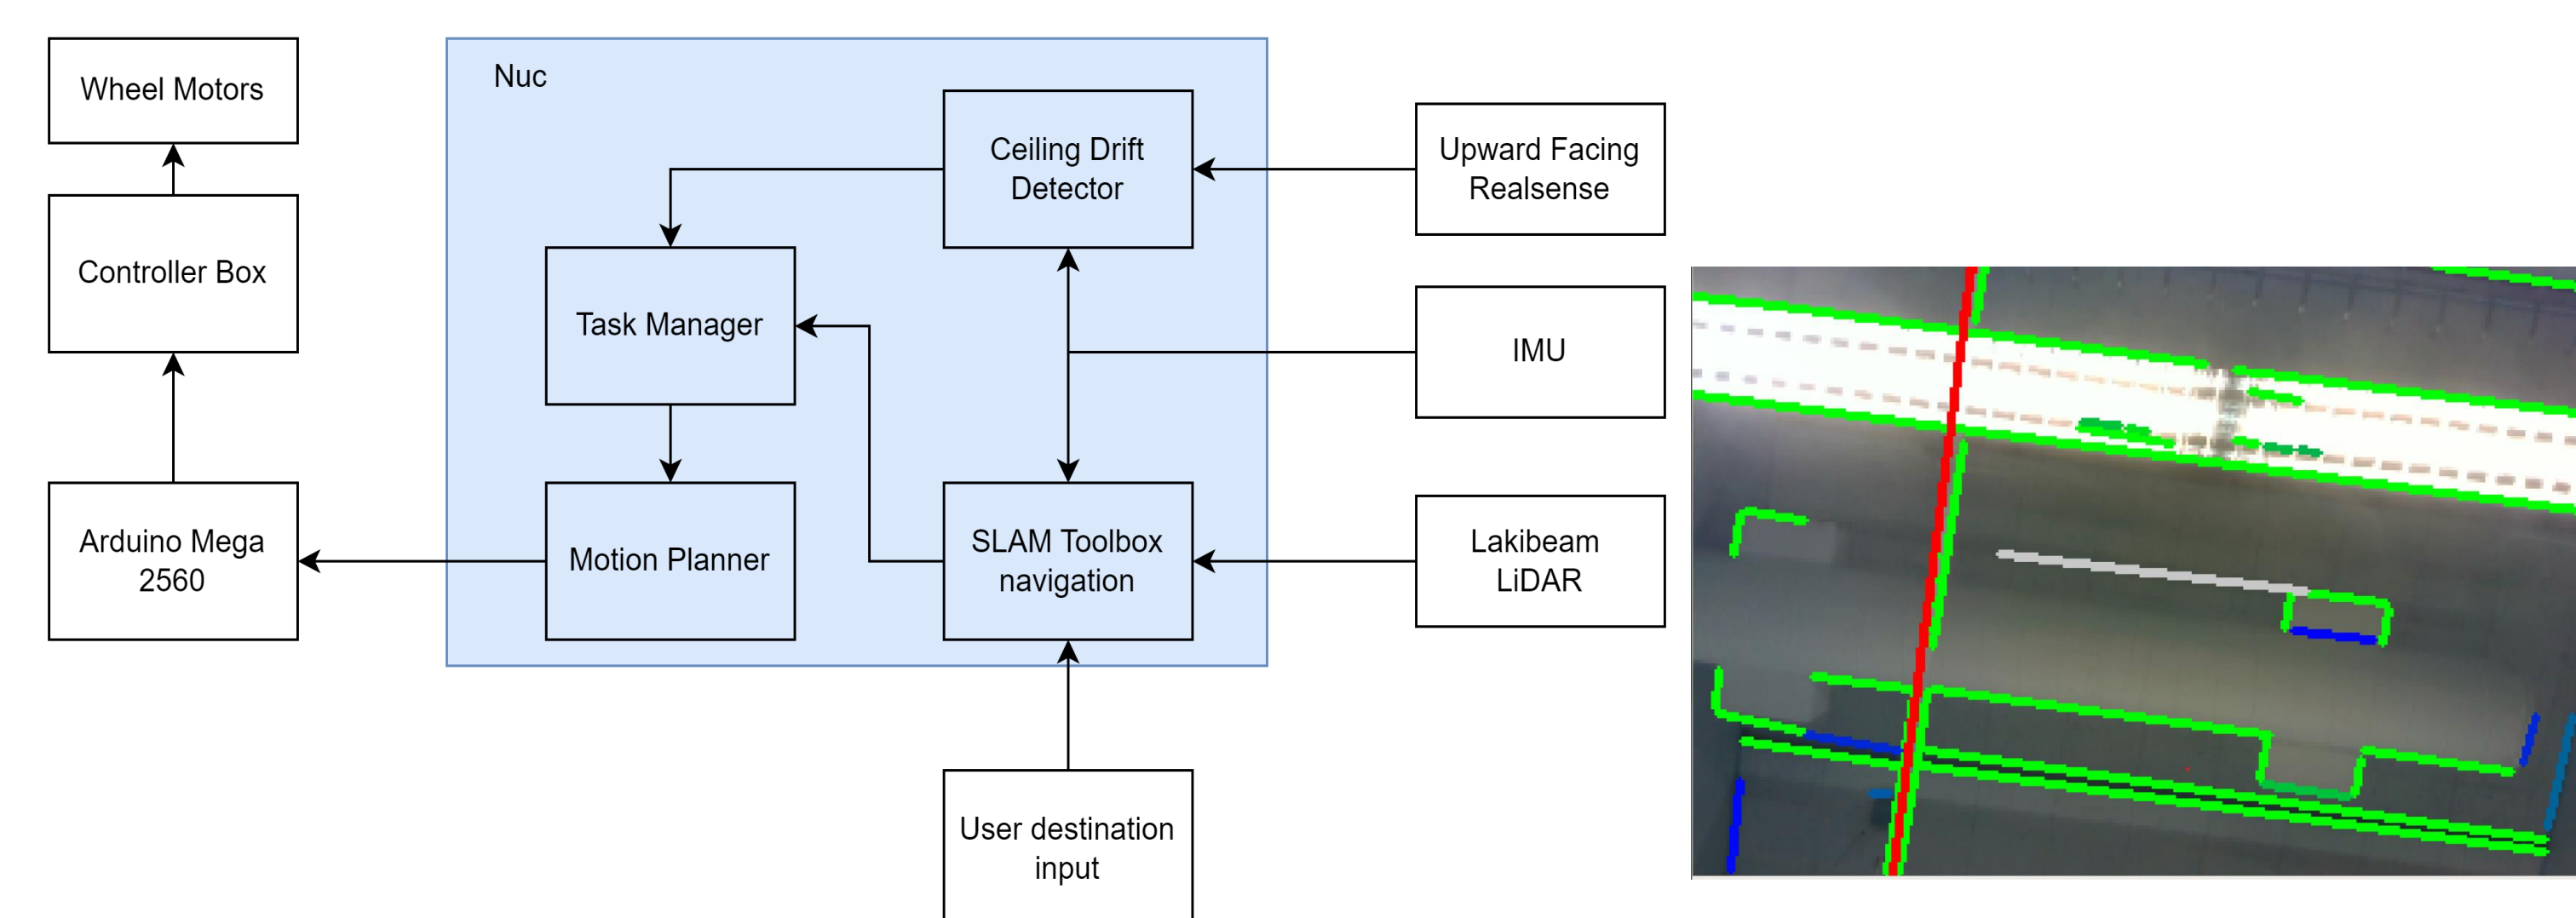 Wheel Motors
Controller Box
Arduino Mega
2560
Nuc
Ceiling Drift
Detector
Task Manager
Motion Planner
SLAM Toolbox
navigation
Upward Facing
Realsense
IMU
Lakibeam
LiDAR
User destination
input